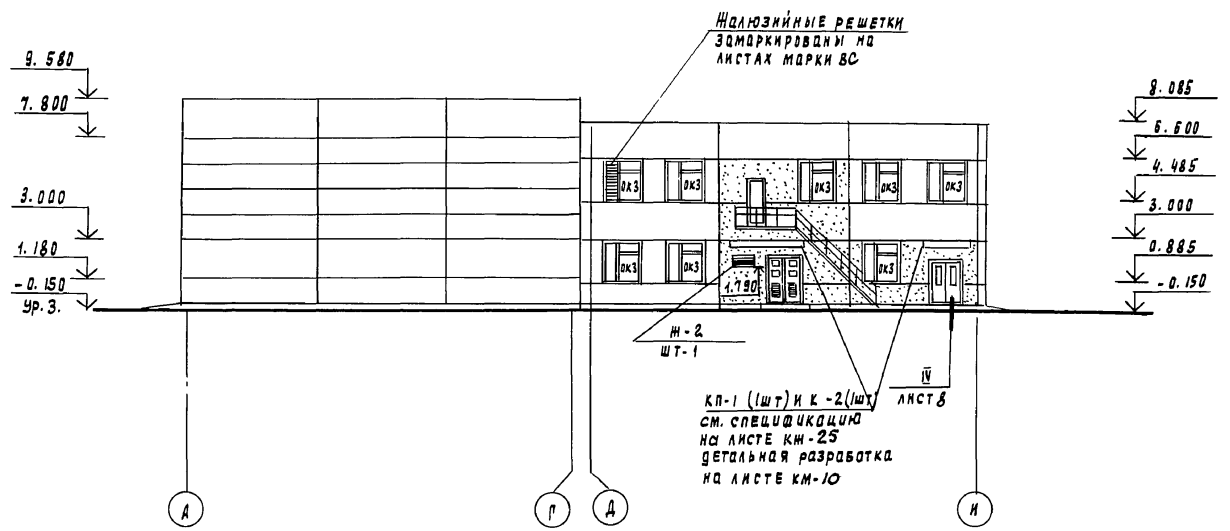 Жалюзийные решетки
замаркированы на
листах марки ВС
9.580
7.800
3.000
1.180
-0.150
Ур.з.
8.085
6.600
4.485
3.000
0.885
-0.150
ОК3
ОК3
ОК3
ОК3
ОК3
ОК3
ОК3
ОК3
1.790
Ж-2
ШТ-1
КП-1 (1шт) и К-2 (1шт)
см. спецификацию
на листе КЖ-25
детальная разработка
на листе КМ-10
IV
лист 8
А
Г
Д
И